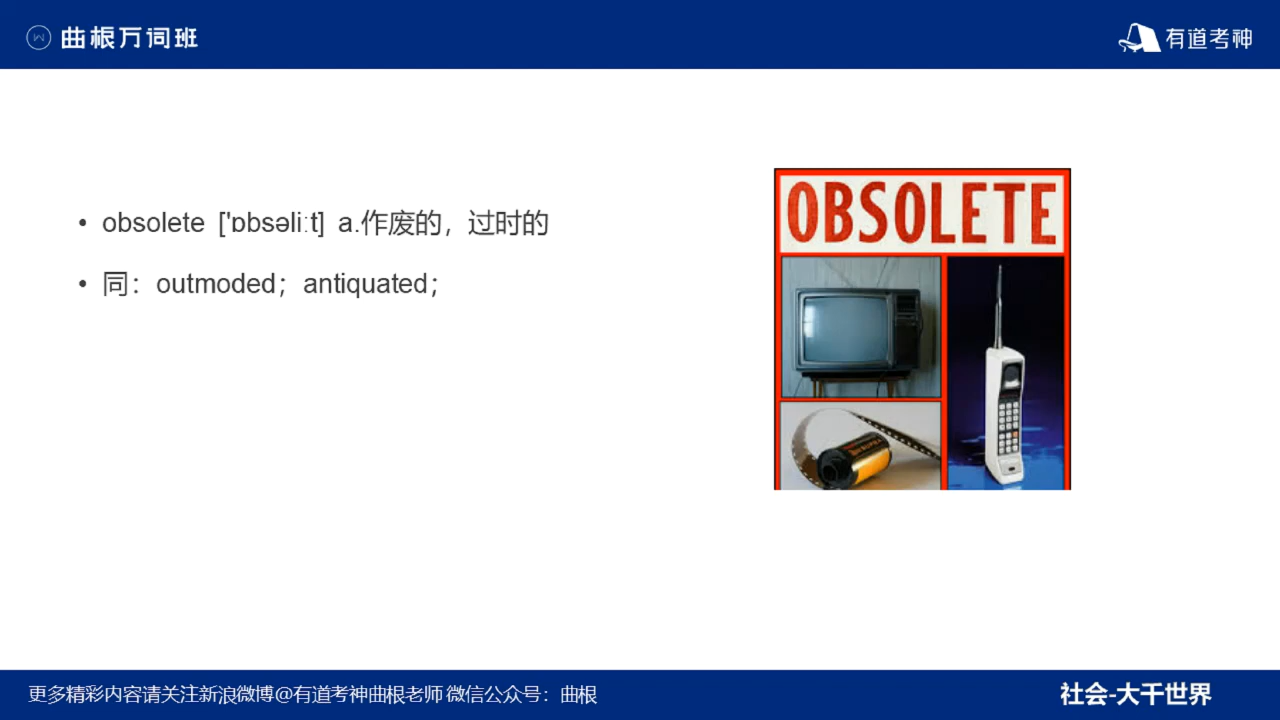 曲根万词班
有道考神
• obsolete ['ɒbsəliːt] a.作废的，过时的
• 同：outmoded；antiquated；
OBSOLETE
更多精彩内容请关注新浪微博@有道考神曲根老师 微信公众号：曲根
社会-大千世界